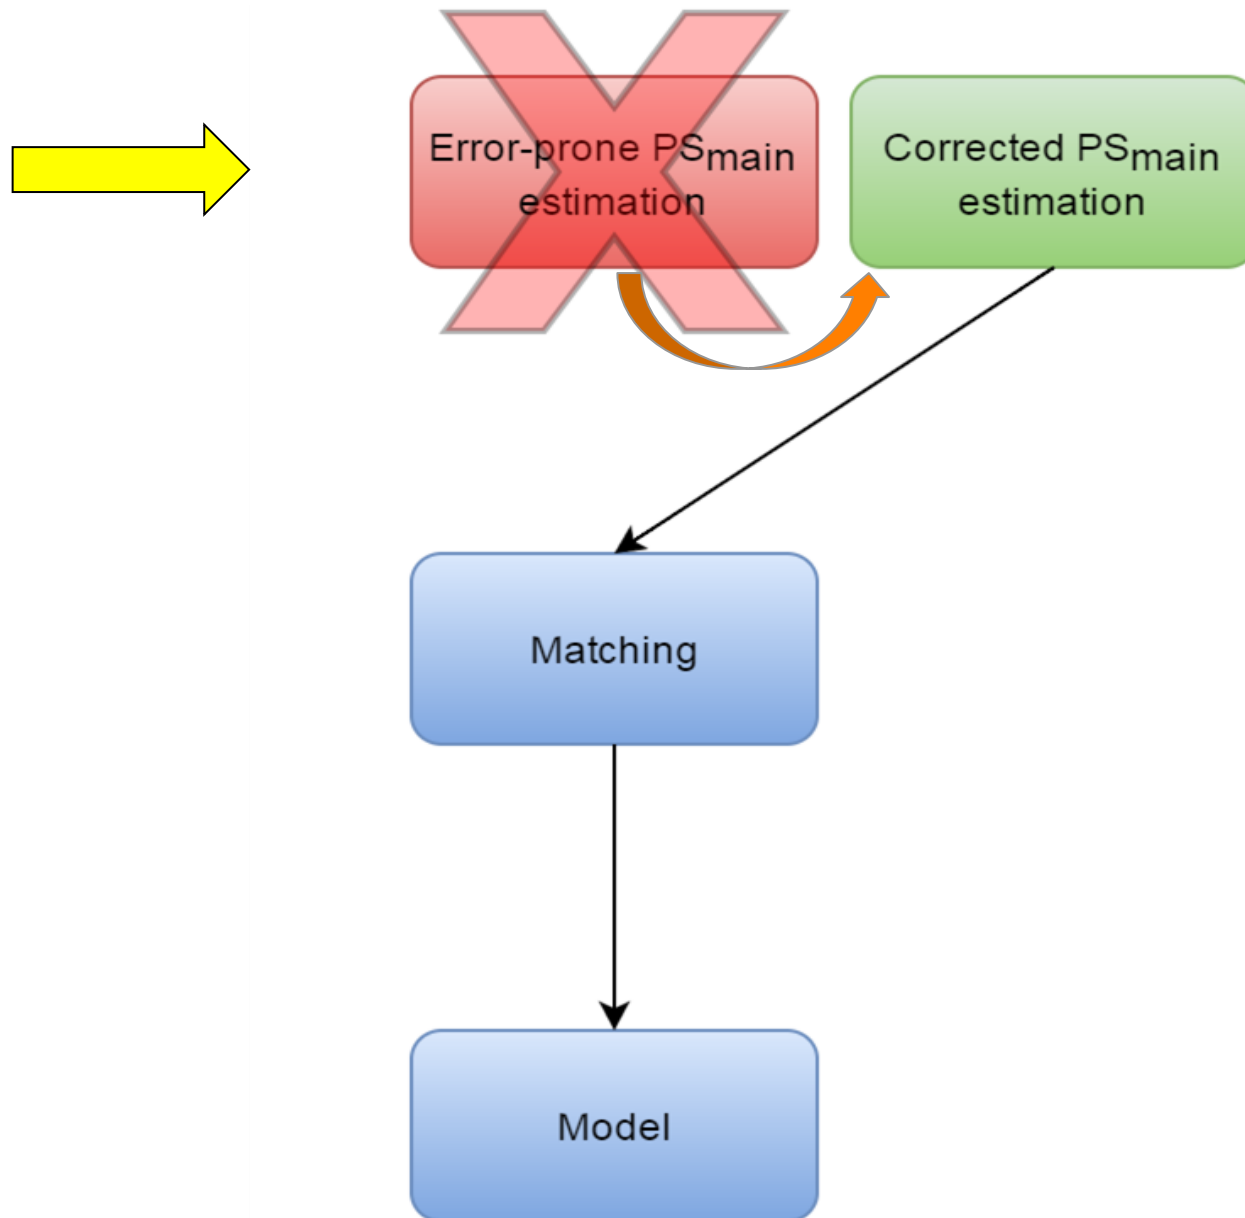 Error-prone PSmain
estimation
Corrected PSmain
estimation
Matching
Model